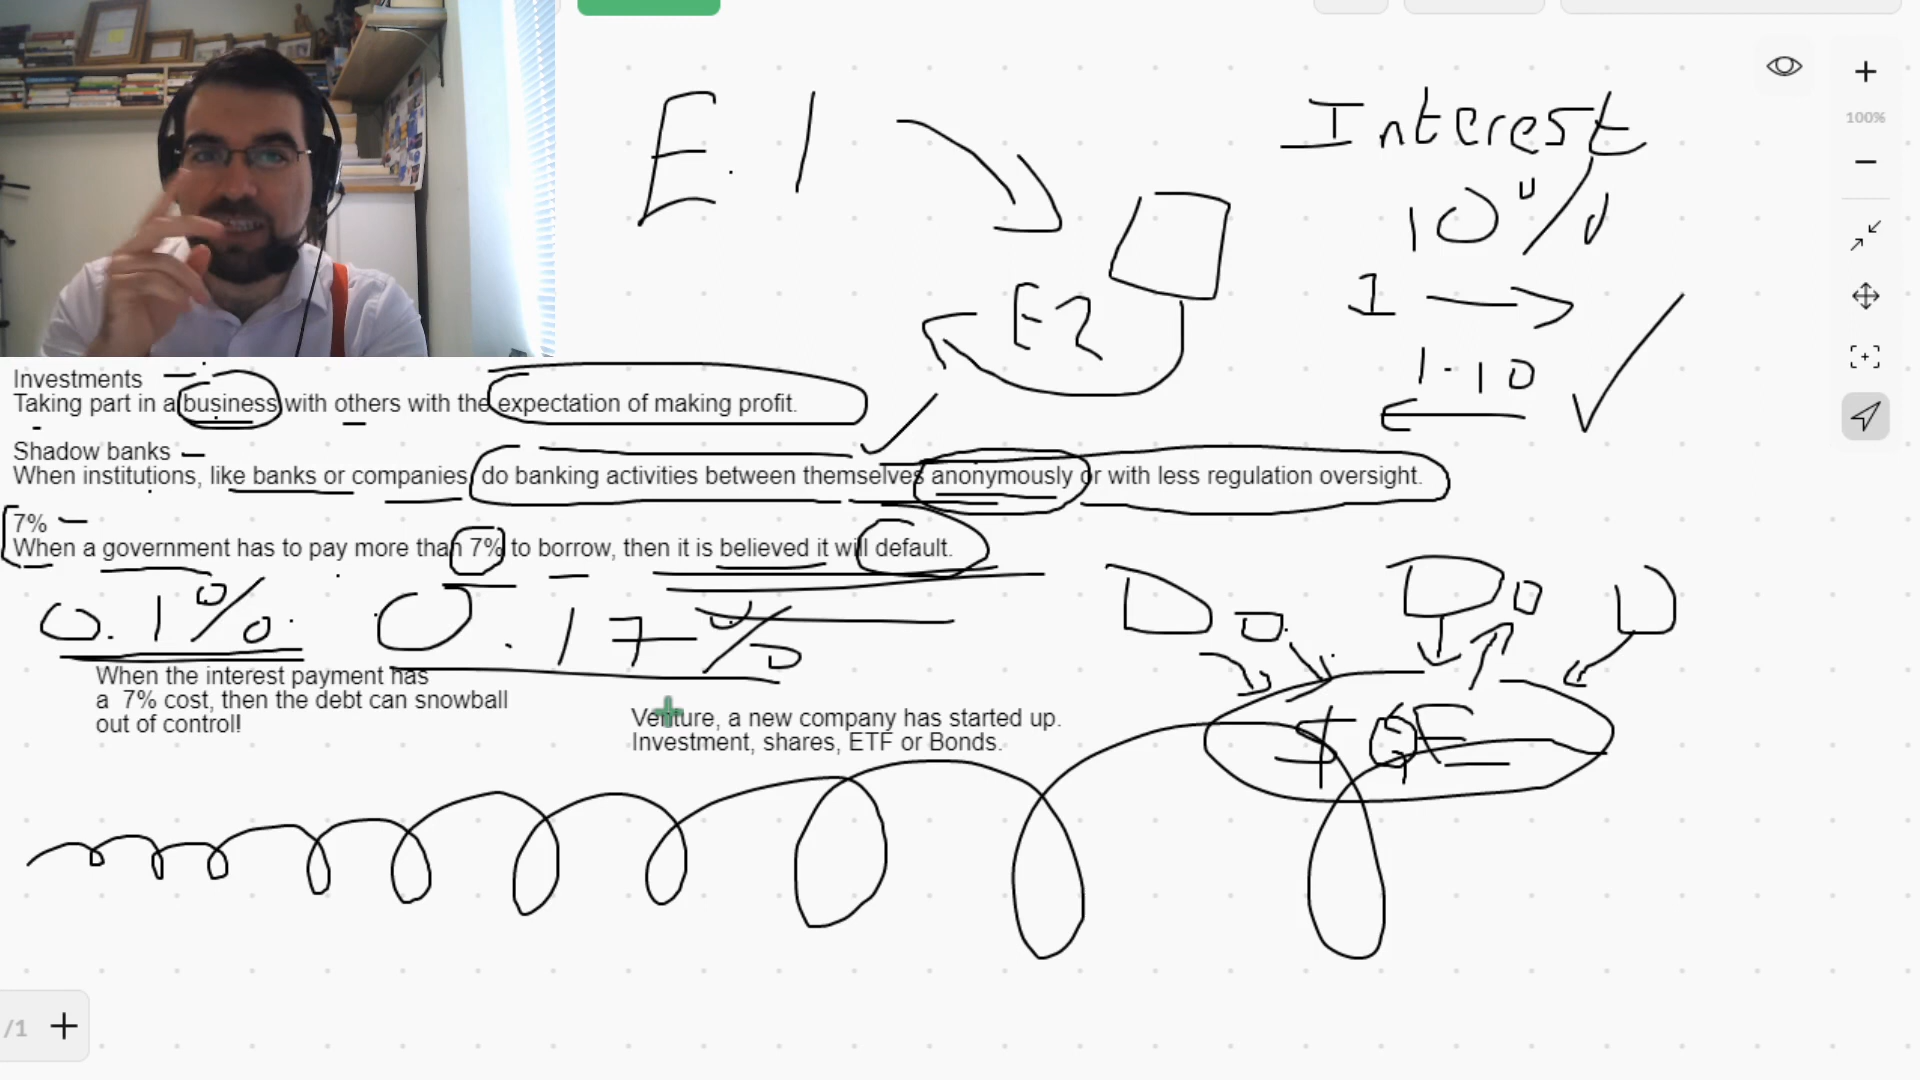 E. 1
Interest
10%
100%
1
E2
1.10
Investments
Taking part in a business with others with the expectation of making profit.
Shadow banks
When institutions, like banks or companies, do banking activities between themselves anonymously or with less regulation oversight.
7%
When a government has to pay more than 7% to borrow, then it is believed it will default.
0.1%
0.17%
D
D
D
When the interest payment has
a 7% cost, then the debt can snowball
out of control!
Venture, a new company has started up.
Investment, shares, ETF or Bonds.
/1